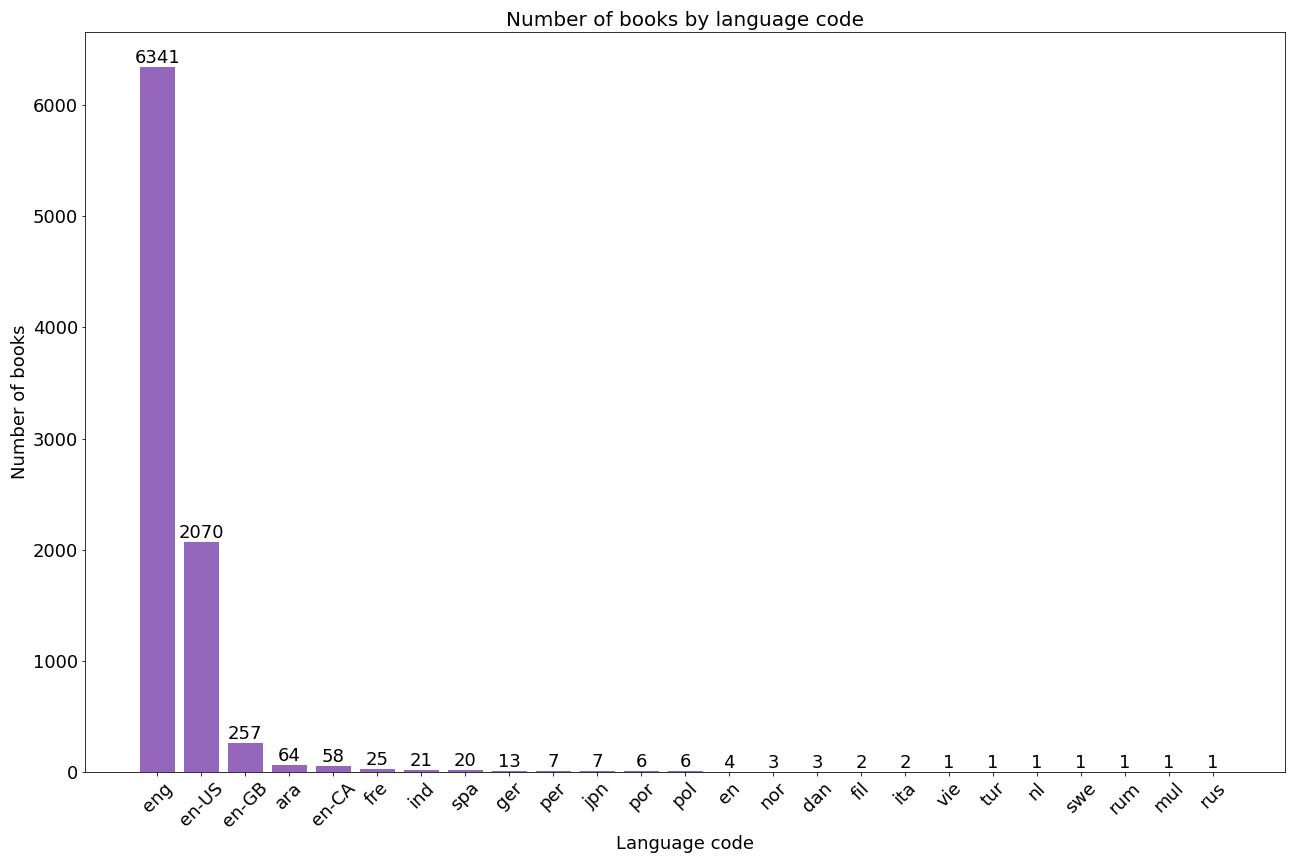 Number of books by language code
Number of books
6000
5000
4000
3000
2000
1000
0
6341
2070
257
64
58
25
21
20
13
7
7
6
6
4
3
3
2
2
1
1
1
1
1
1
1
eng
en-US
en-GB
ara
en-CA
fre
ind
spa
ger
per
jpn
por
pol
en
nor
dan
fil
ita
vie
tur
nl
swe
rum
mul
rus
Language code